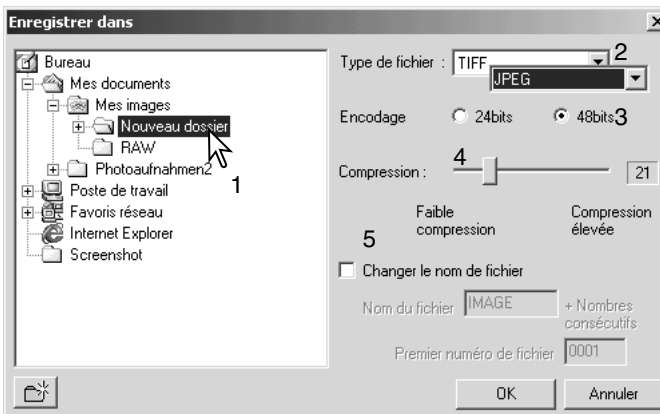 Enregistrer dans
Bureau
Mes documents
Mes images
Nouveau dossier
RAW
Photoaufnahmen2
Poste de travail
Favoris réseau
Internet Explorer
Screenshot
1
Type de fichier : TIFF 2
JPEG
Encodage 24bits 48bits 3
4
Compression : 21
Faible compression
Compression élevée
5
Changer le nom de fichier
Nom du fichier IMAGE + Nombres consécutifs
Premier numéro de fichier 0001
OK Annuler